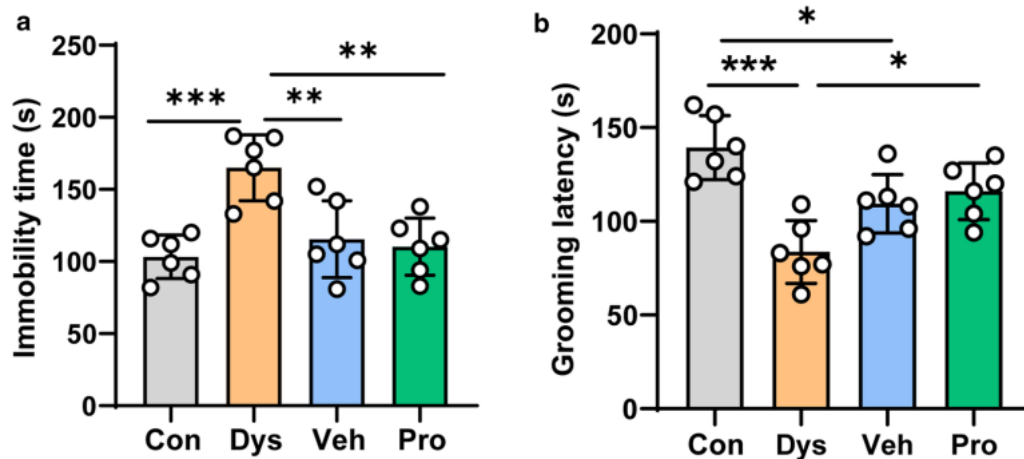 a
Immobility time (s)
250
200
150
100
50
0
***
**
**
Con Dys Veh Pro
b
Grooming latency (s)
200
150
100
50
0
*
***
*
Con Dys Veh Pro